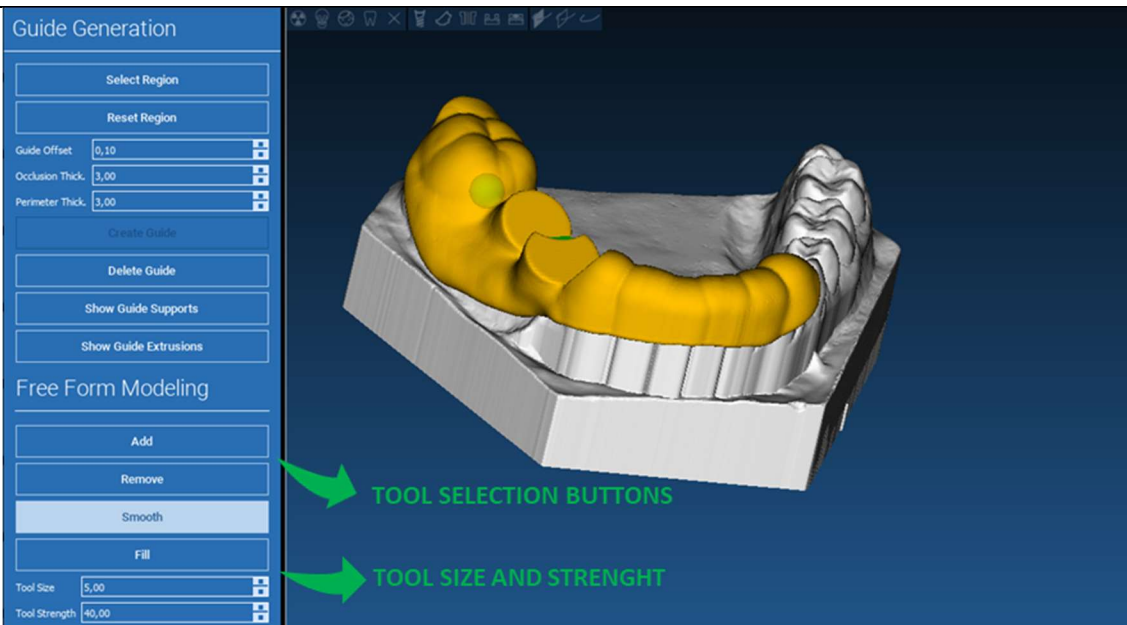 Guide Generation
Select Region
Reset Region
Guide Offset 0,10
Occlusion Thick. 3,00
Perimeter Thick. 3,00
Create Guide
Delete Guide
Show Guide Supports
Show Guide Extrusions
Free Form Modeling
Add
Remove
TOOL SELECTION BUTTONS
Smooth
Fill
TOOL SIZE AND STRENGHT
Tool Size 5,00
Tool Strength 40,00